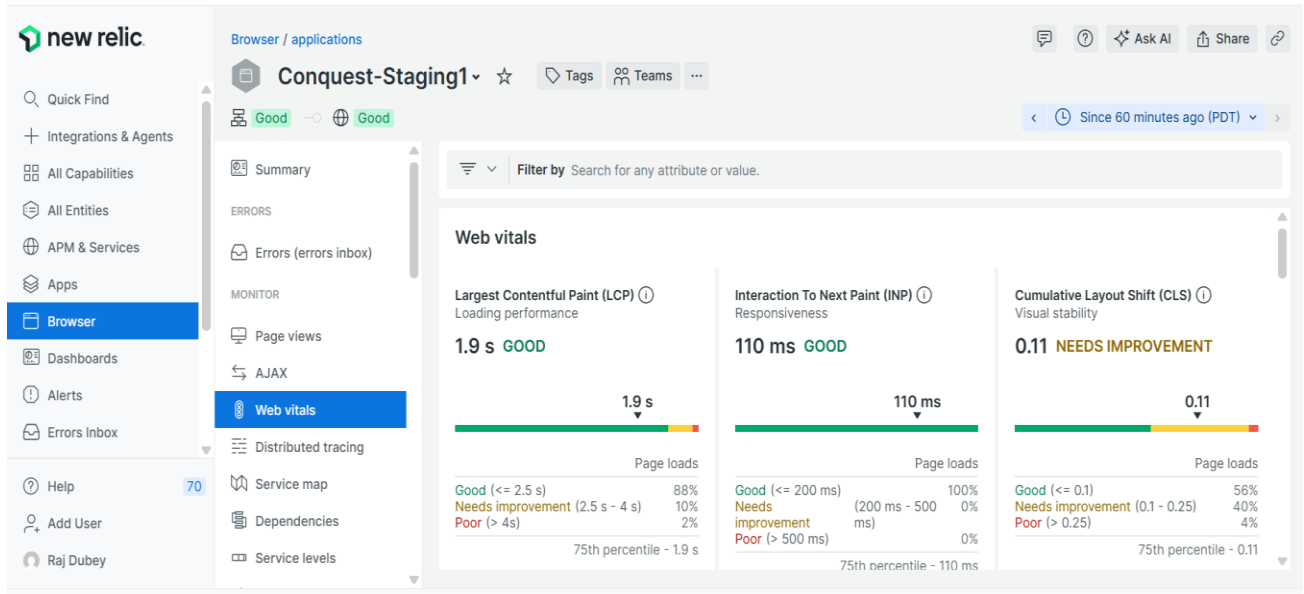 new relic
Quick Find
Integrations & Agents
All Capabilities
All Entities
APM & Services
Apps
Browser
Dashboards
Alerts
Errors Inbox
Help 70
Add User
Raj Dubey
Browser / applications
Ask AI Share
Conquest-Staging1 Tags Teams ...
Good Good
Since 60 minutes ago (PDT)
Summary
ERRORS
Errors (errors inbox)
MONITOR
Page views
AJAX
Web vitals
Distributed tracing
Service map
Dependencies
Service levels
Filter by Search for any attribute or value.
Web vitals
Largest Contentful Paint (LCP)
Loading performance
1.9 s GOOD
1.9 s
Page loads
Good (<= 2.5 s) 88%
Needs improvement (2.5 s - 4 s) 10%
Poor (> 4s) 2%
75th percentile - 1.9 s
Interaction To Next Paint (INP)
Responsiveness
110 ms GOOD
110 ms
Page loads
Good (<= 200 ms) 100%
Needs (200 ms - 500 0%
improvement ms)
Poor (> 500 ms) 0%
75th percentile - 110 ms
Cumulative Layout Shift (CLS)
Visual stability
0.11 NEEDS IMPROVEMENT
0.11
Page loads
Good (<= 0.1) 56%
Needs improvement (0.1 - 0.25) 40%
Poor (> 0.25) 4%
75th percentile - 0.11